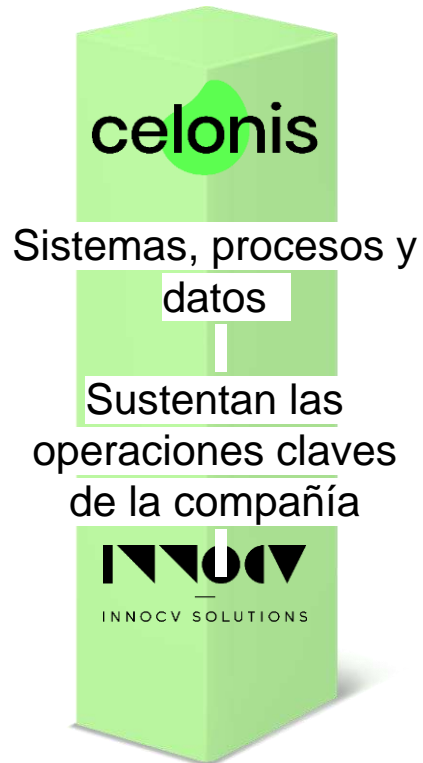 celonis
Sistemas, procesos y
datos
Sustentan las
operaciones claves
de la compañía
INNOCV
INNOCV SOLUTIONS